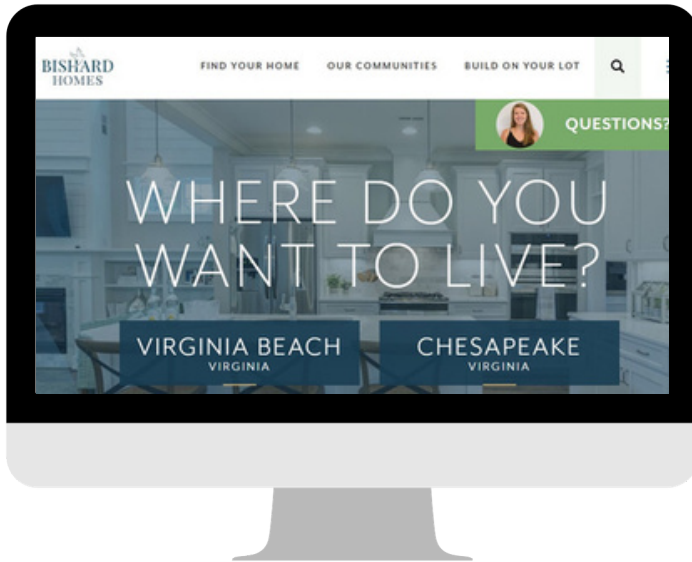 BISHARD
HOMES
FIND YOUR HOME
OUR COMMUNITIES
BUILD ON YOUR LOT
QUESTIONS?
WHERE DO YOU
WANT TO LIVE?
VIRGINIA BEACH
VIRGINIA
CHESAPEAKE
VIRGINIA